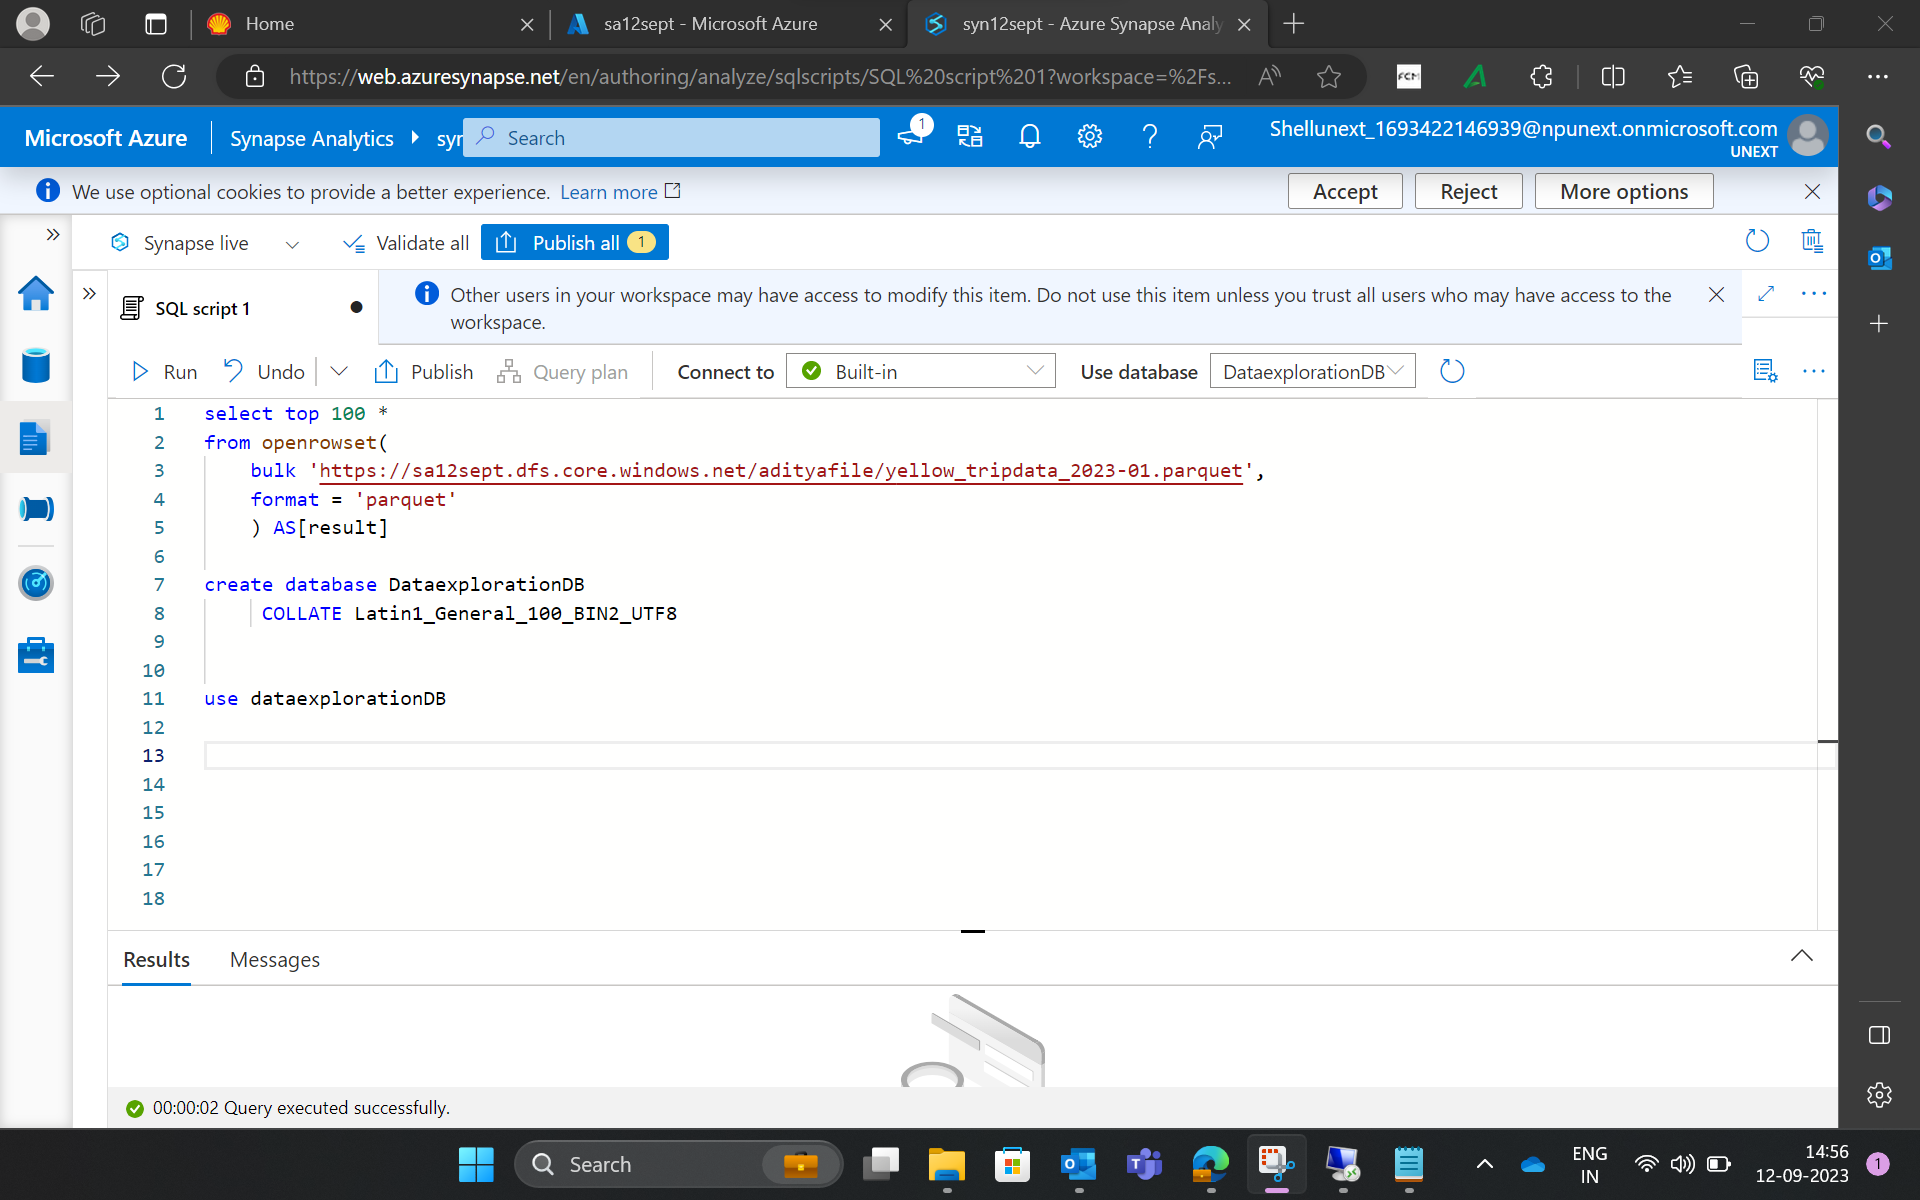 Home
sa12sept - Microsoft Azure
syn12sept - Azure Synapse Analy
https://web.azuresynapse.net/en/authoring/analyze/sqlscripts/SQL%20script%201?workspace=%2Fs...
FCM
Microsoft Azure
Synapse Analytics
syn
Search
1
Shellunext_1693422146939@npunext.onmicrosoft.com
UNEXT
We use optional cookies to provide a better experience. Learn more
Accept
Reject
More options
Synapse live
Validate all
Publish all 1
SQL script 1
Other users in your workspace may have access to modify this item. Do not use this item unless you trust all users who may have access to the
workspace.
Run
Undo
Publish
Query plan
Connect to
Built-in
Use database
DataexplorationDB
1 select top 100 *
2 from openrowset(
3 bulk 'https://sa12sept.dfs.core.windows.net/adityafile/yellow_tripdata_2023-01.parquet',
4 format = 'parquet'
5 ) AS[result]
6
7 create database DataexplorationDB
8 COLLATE Latin1_General_100_BIN2_UTF8
9
10
11 use dataexplorationDB
12
13
14
15
16
17
18
Results
Messages
00:00:02 Query executed successfully.
Search
ENG
IN
14:56
12-09-2023
1